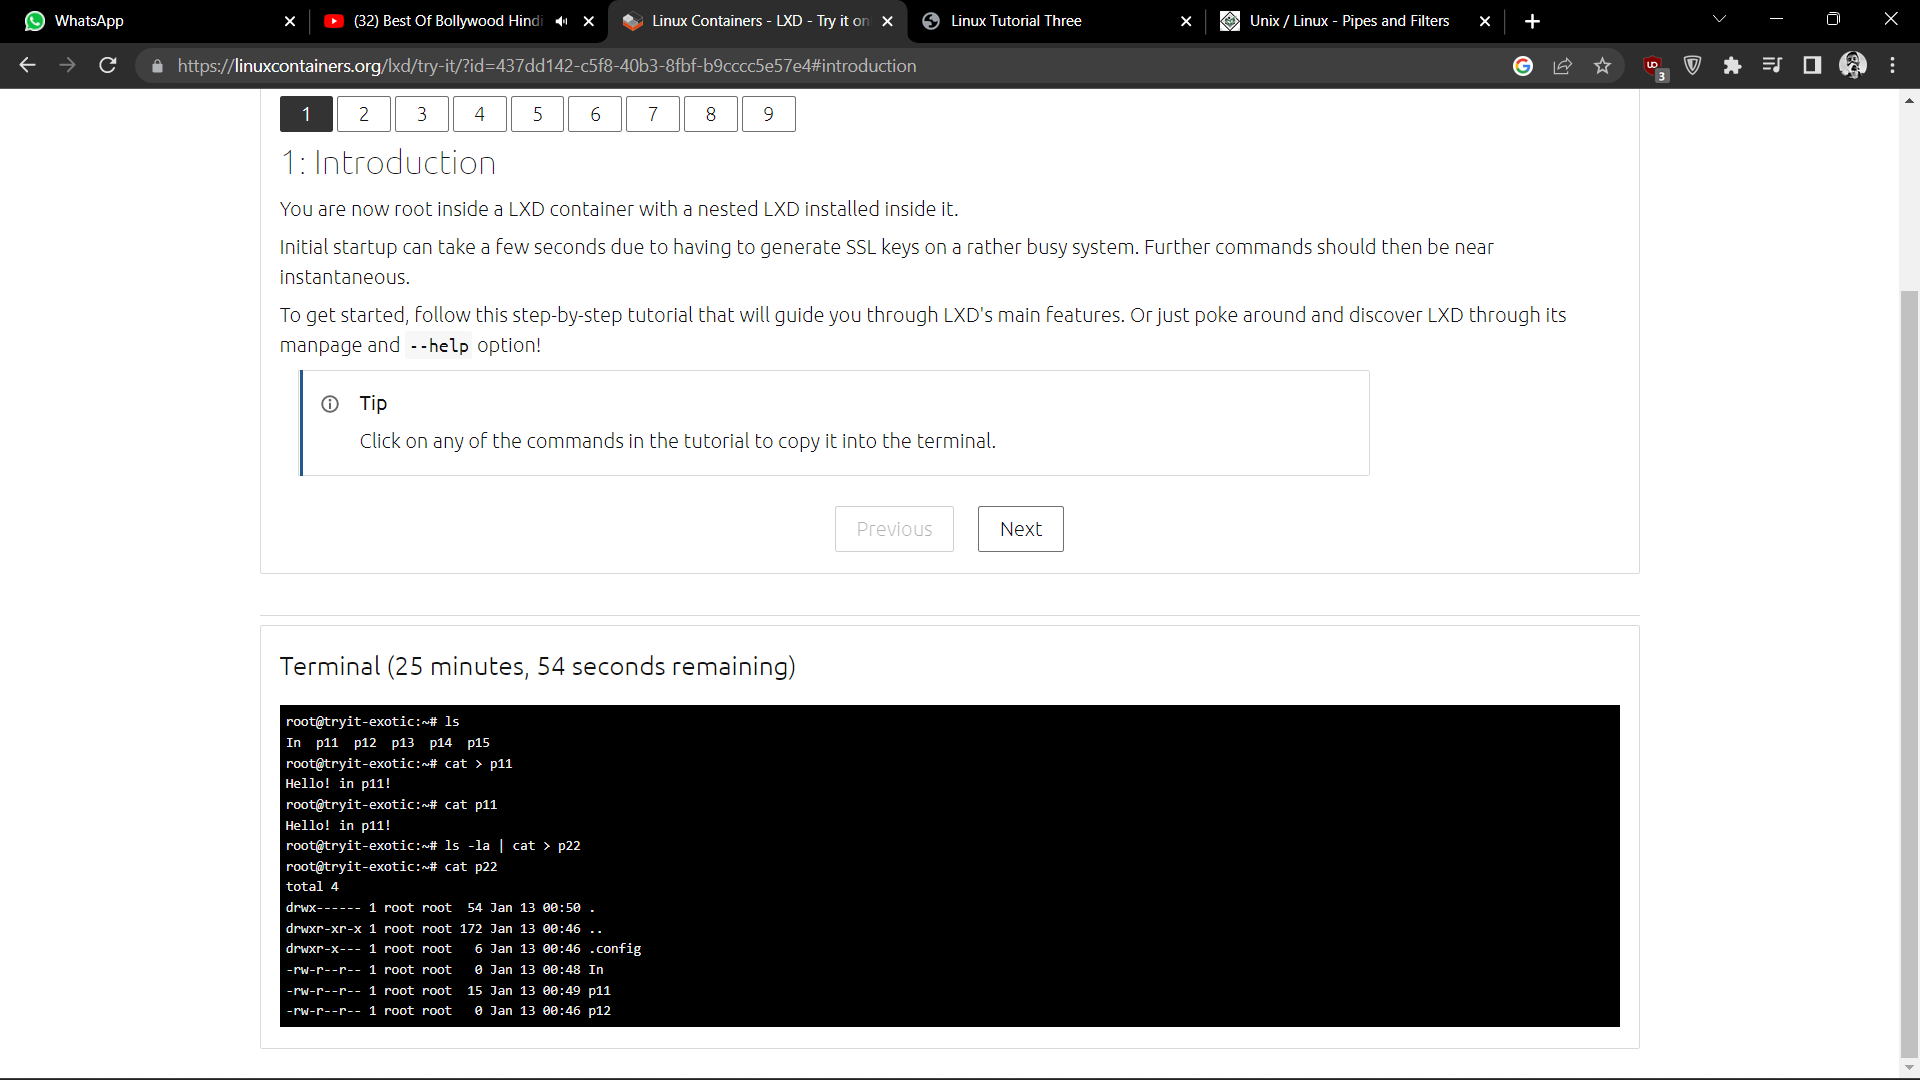 WhatsApp
(32) Best Of Bollywood Hindi
Linux Containers - LXD - Try it on
Linux Tutorial Three
Unix / Linux - Pipes and Filters
https://linuxcontainers.org/lxd/try-it/?id=437dd142-c5f8-40b3-8fbf-b9cccc5e57e4#introduction
3
1 2 3 4 5 6 7 8 9
1: Introduction
You are now root inside a LXD container with a nested LXD installed inside it.
Initial startup can take a few seconds due to having to generate SSL keys on a rather busy system. Further commands should then be near
instantaneous.
To get started, follow this step-by-step tutorial that will guide you through LXD's main features. Or just poke around and discover LXD through its
manpage and --help option!
Tip
Click on any of the commands in the tutorial to copy it into the terminal.
Previous Next
Terminal (25 minutes, 54 seconds remaining)
root@tryit-exotic:~# ls
In  p11  p12  p13  p14  p15
root@tryit-exotic:~# cat > p11
Hello! in p11!
root@tryit-exotic:~# cat p11
Hello! in p11!
root@tryit-exotic:~# ls -la | cat > p22
root@tryit-exotic:~# cat p22
total 4
drwx------ 1 root root  54 Jan 13 00:50 .
drwxr-xr-x 1 root root 172 Jan 13 00:46 ..
drwxr-x--- 1 root root   6 Jan 13 00:46 .config
-rw-r--r-- 1 root root   0 Jan 13 00:48 In
-rw-r--r-- 1 root root  15 Jan 13 00:49 p11
-rw-r--r-- 1 root root   0 Jan 13 00:46 p12